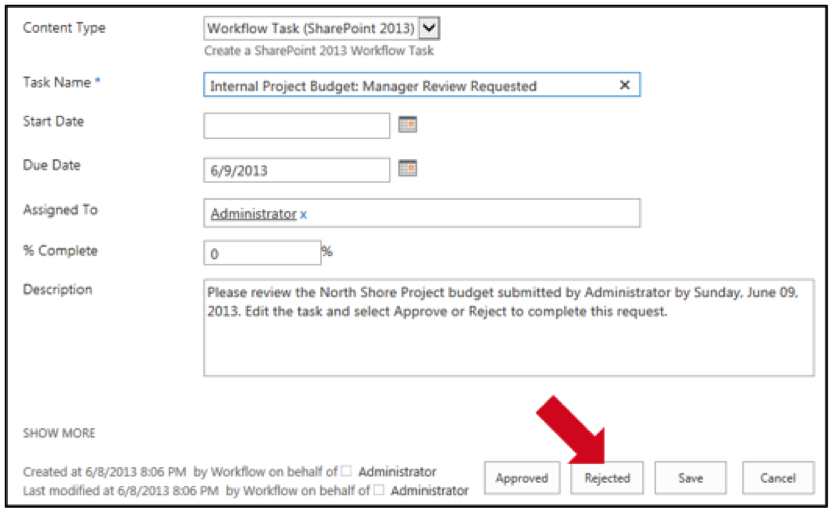 Content Type Workflow Task (SharePoint 2013)
Create a SharePoint 2013 Workflow Task
Task Name * Internal Project Budget: Manager Review Requested ✕
Start Date
Due Date 6/9/2013
Assigned To Administrator x
% Complete 0 %
Description Please review the North Shore Project budget submitted by Administrator by Sunday, June 09,
2013. Edit the task and select Approve or Reject to complete this request.
SHOW MORE
Created at 6/8/2013 8:06 PM by Workflow on behalf of Administrator
Last modified at 6/8/2013 8:06 PM by Workflow on behalf of Administrator
Approved Rejected Save Cancel